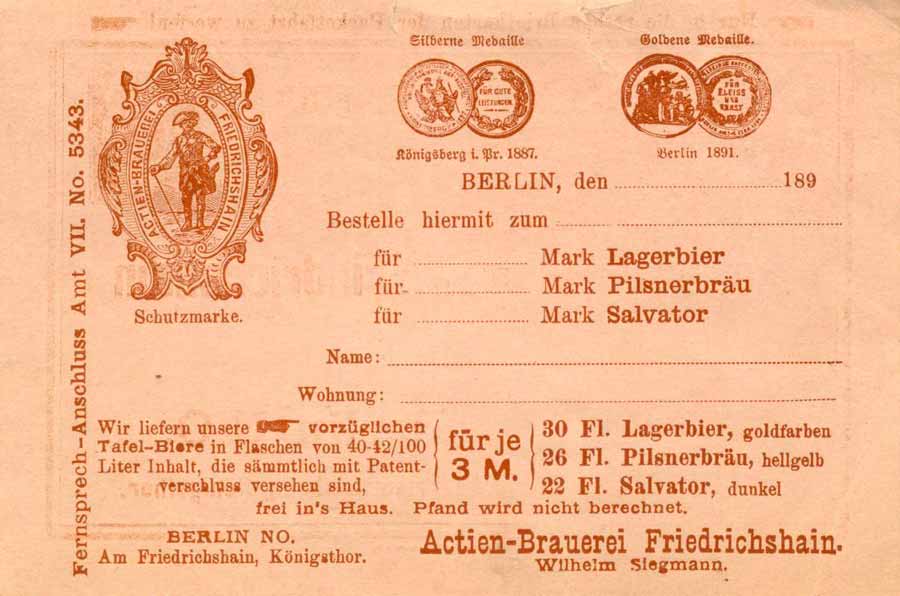 Silberne Medaille
Goldene Medaille.
ACTIEN-BRAUEREI FRIEDRICHSHAIN
FÜR GUTE
LEISTUNGEN
FÜR
FLEISS
UND
KUNST
Königsberg i. Pr. 1887.
Berlin 1891.
BERLIN, den 189
Bestelle hiermit zum
für Mark Lagerbier
für Mark Pilsnerbräu
für Mark Salvator
Schutzmarke.
Name:
Wohnung:
Fernsprech-Anschluss Amt VII. No. 5343.
Wir liefern unsere vorzüglichen
Tafel-Biere in Flaschen von 40-42/100
Liter Inhalt, die sämmtlich mit Patent-
verschluss versehen sind,
für je
3 M.
30 Fl. Lagerbier, goldfarben
26 Fl. Pilsnerbräu, hellgelb
22 Fl. Salvator, dunkel
frei in's Haus. Pfand wird nicht berechnet.
BERLIN NO.
Am Friedrichshain, Königsthor.
Actien-Brauerei Friedrichshain.
Wilhelm Siegmann.